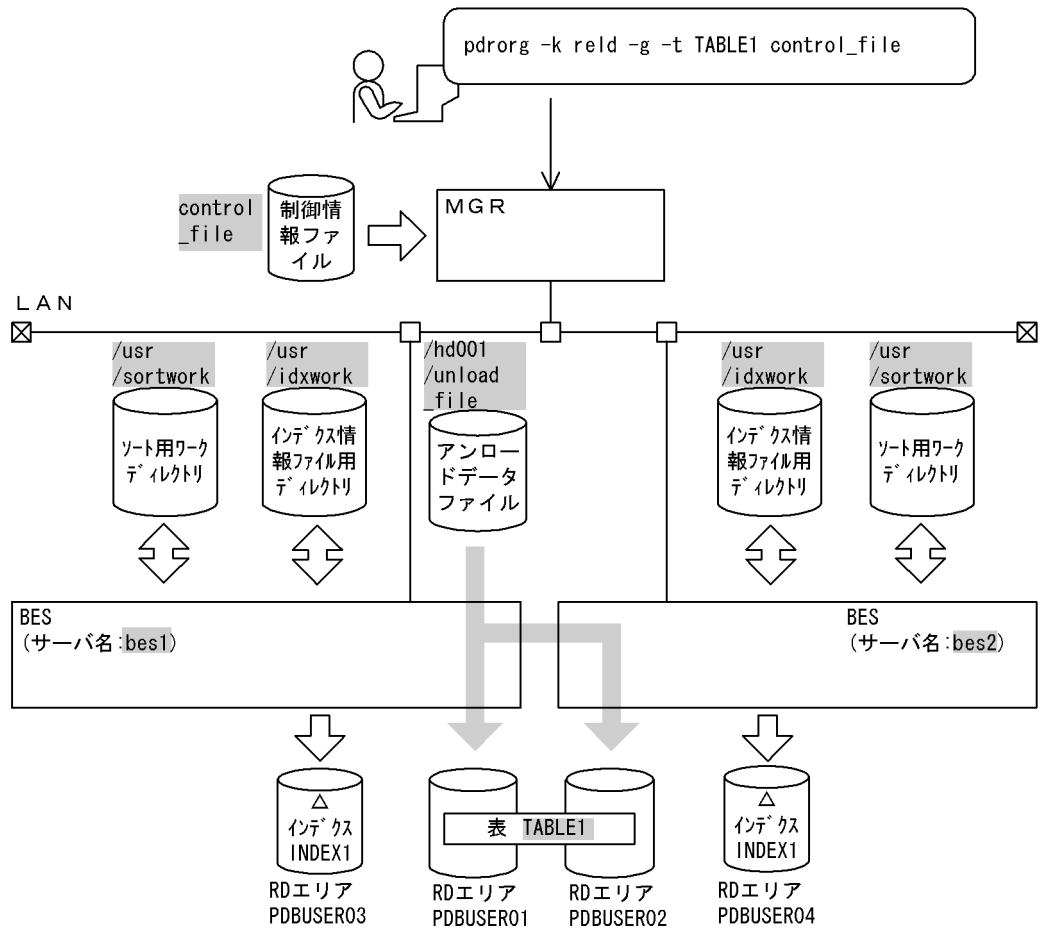 pdrorg -k reld -g -t TABLE1 control_file
control
_file
制御情
報ファ
イル
ＭＧＲ
ＬＡＮ
/usr
/sortwork
/usr
/idxwork
/hd001
/unload
_file
/usr
/idxwork
/usr
/sortwork
ｿｰﾄ用ﾜｰｸ
ﾃﾞｨﾚｸﾄﾘ
ｲﾝﾃﾞｸｽ情
報ﾌｧｲﾙ用
ﾃﾞｨﾚｸﾄﾘ
アンロー
ドデータ
ファイル
ｲﾝﾃﾞｸｽ情
報ﾌｧｲﾙ用
ﾃﾞｨﾚｸﾄﾘ
ｿｰﾄ用ﾜｰｸ
ﾃﾞｨﾚｸﾄﾘ
BES
(サーバ名:bes1)
BES
(サーバ名:bes2)
ｲﾝﾃﾞｸｽ
INDEX1
表 TABLE1
ｲﾝﾃﾞｸｽ
INDEX1
RDエリア
PDBUSER03
RDエリア
PDBUSER01
RDエリア
PDBUSER02
RDエリア
PDBUSER04